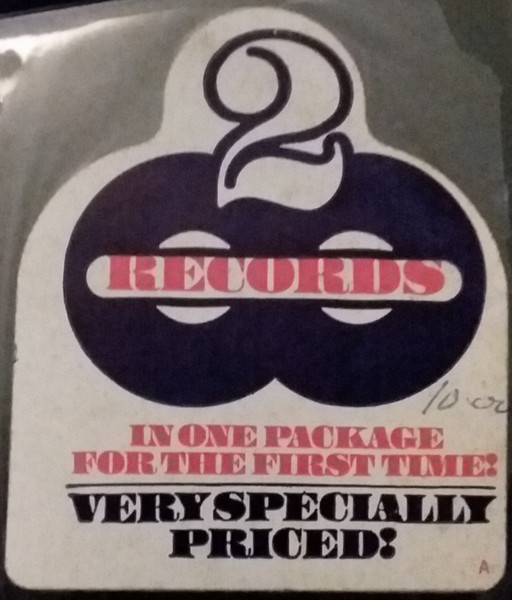 2
RECORDS
10.00
IN ONE PACKAGE
FOR THE FIRST TIME!
VERY SPECIALLY
PRICED!
A